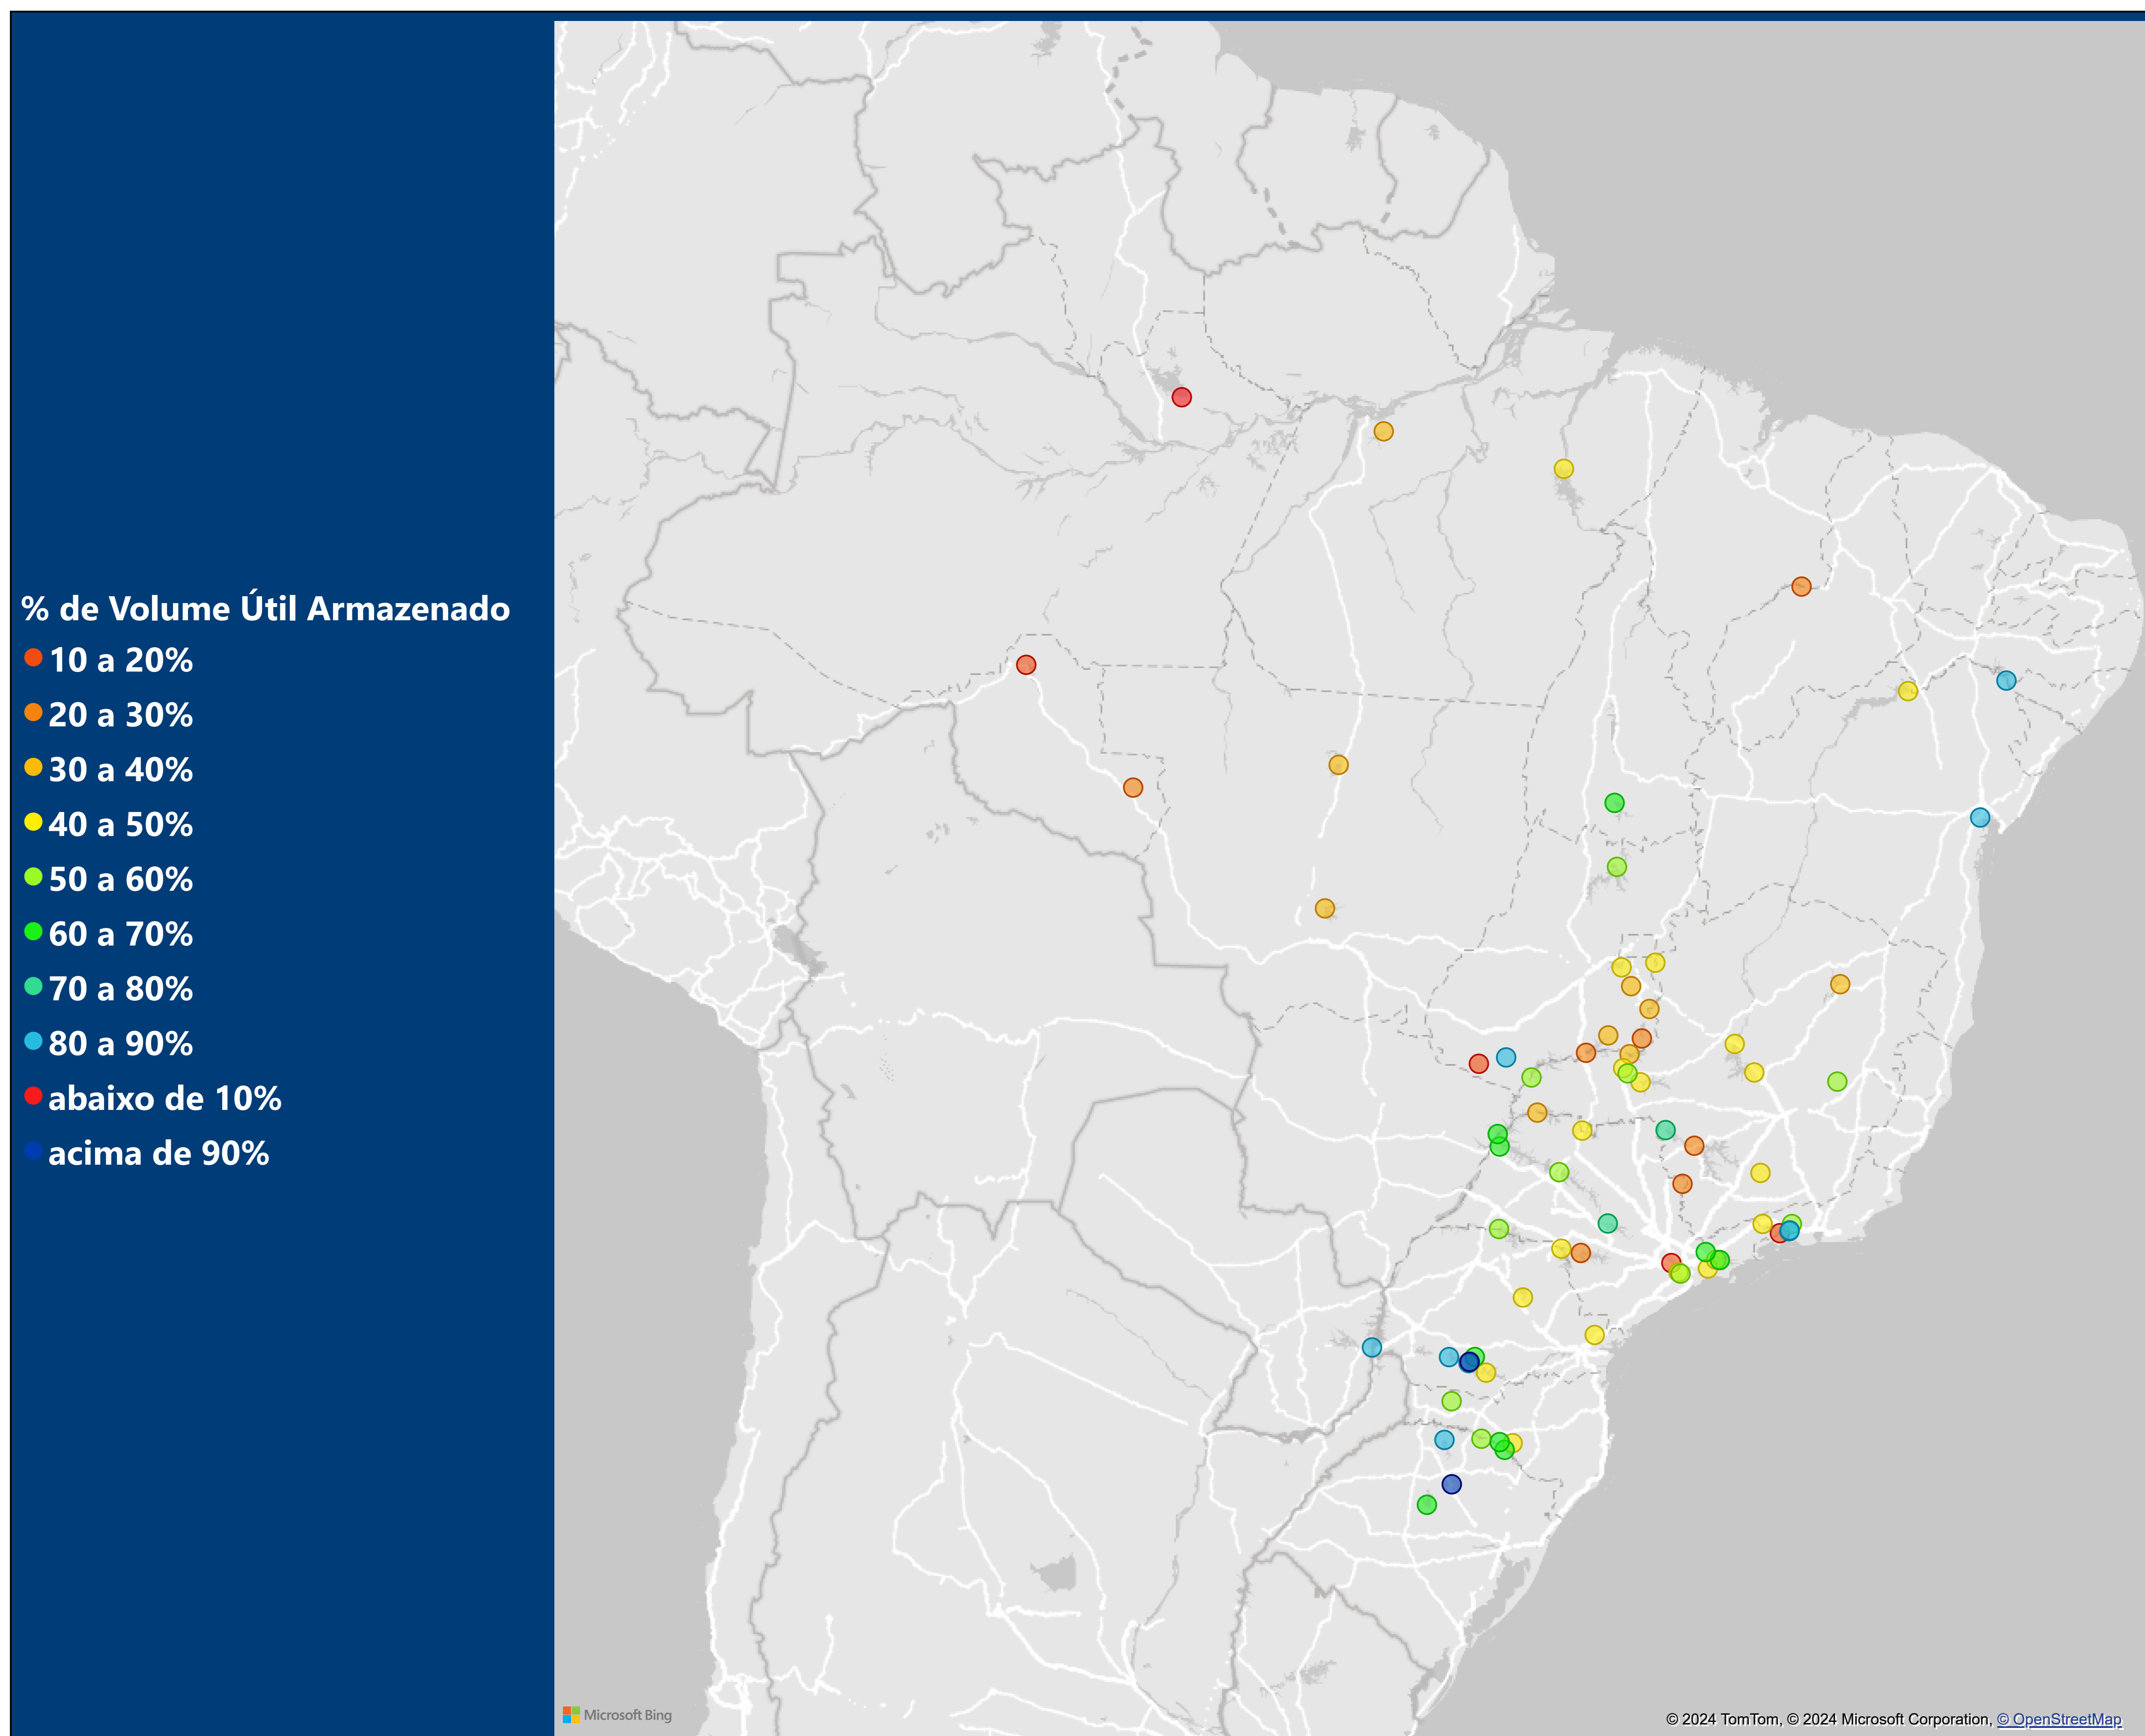 % de Volume Útil Armazenado
10 a 20%
20 a 30%
30 a 40%
40 a 50%
50 a 60%
60 a 70%
70 a 80%
80 a 90%
abaixo de 10%
acima de 90%
Microsoft Bing
© 2024 TomTom, © 2024 Microsoft Corporation, © OpenStreetMap